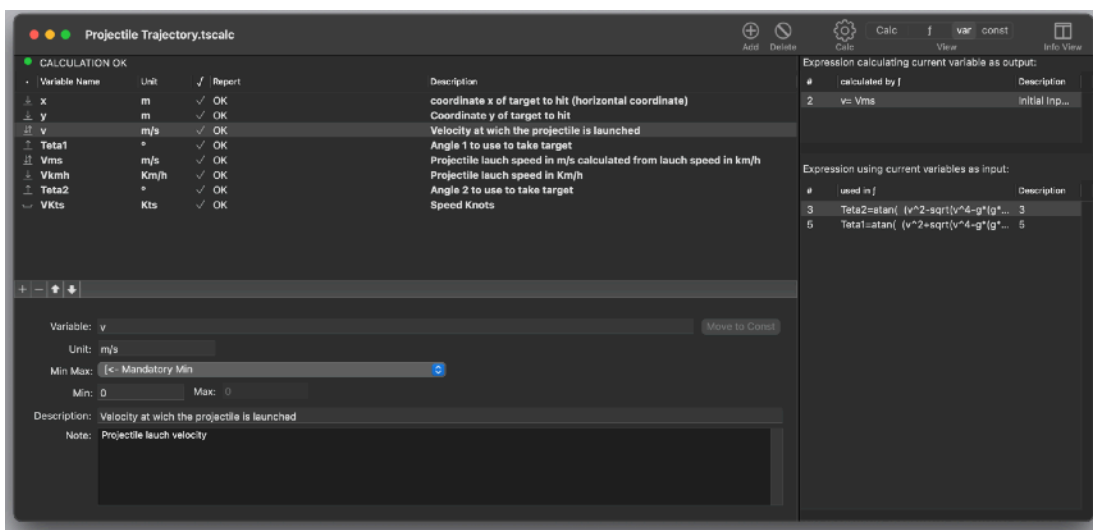 Projectile Trajectory.tscalc
Add Delete Calc Calc ƒ var const View Info View
CALCULATION OK
Variable Name Unit ƒ Report Description
x m ✓ OK coordinate x of target to hit (horizontal coordinate)
y m ✓ OK Coordinate y of target to hit
v m/s ✓ OK Velocity at wich the projectile is launched
Teta1 ° ✓ OK Angle 1 to use to take target
Vms m/s ✓ OK Projectile lauch speed in m/s calculated from lauch speed in km/h
Vkmh Km/h ✓ OK Projectile lauch speed in Km/h
Teta2 ° ✓ OK Angle 2 to use to take target
VKts Kts ✓ OK Speed Knots
Variable: v Move to Const
Unit: m/s
Min Max: [<- Mandatory Min
Min: 0 Max: 0
Description: Velocity at wich the projectile is launched
Note: Projectile lauch velocity
Expression calculating current variable as output:
# calculated by ƒ Description
2 v= Vms Initial Inp...
Expression using current variables as input:
# used in ƒ Description
3 Teta2=atan( (v^2-sqrt(v^4-g*(g*... 3
5 Teta1=atan( (v^2+sqrt(v^4-g*(g*... 5